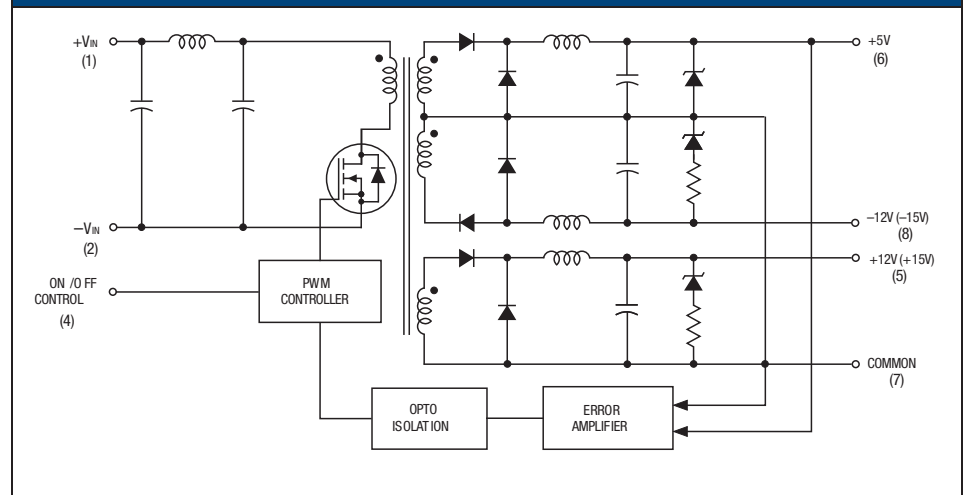 +VIN
(1)
−VIN
(2)
ON /O FF
CONTROL
(4)
PWM
CONTROLLER
OPTO
ISOLATION
ERROR
AMPLIFIER
+5V
(6)
−12V (−15V)
(8)
+12V (+15V)
(5)
COMMON
(7)